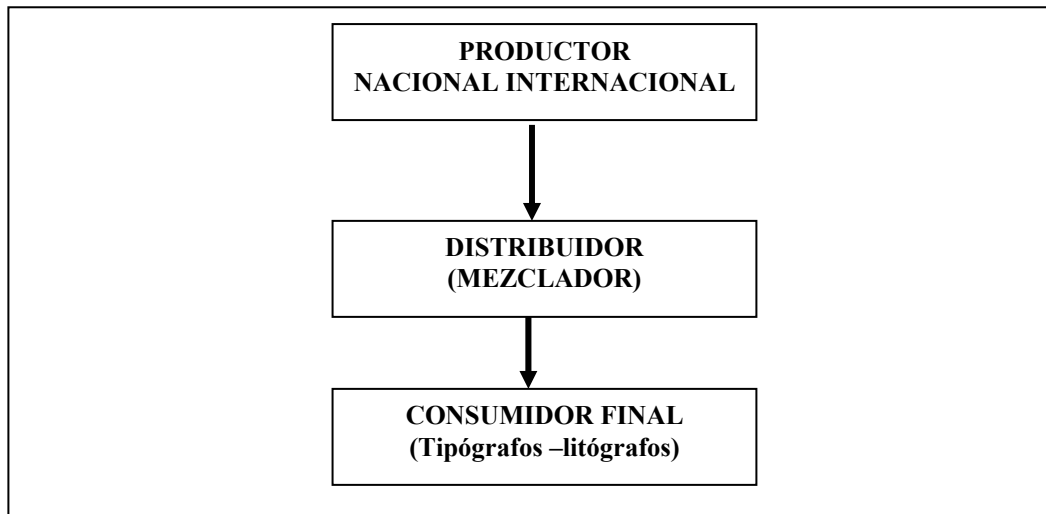 PRODUCTOR
NACIONAL INTERNACIONAL
DISTRIBUIDOR
(MEZCLADOR)
CONSUMIDOR FINAL
(Tipógrafos –litógrafos)